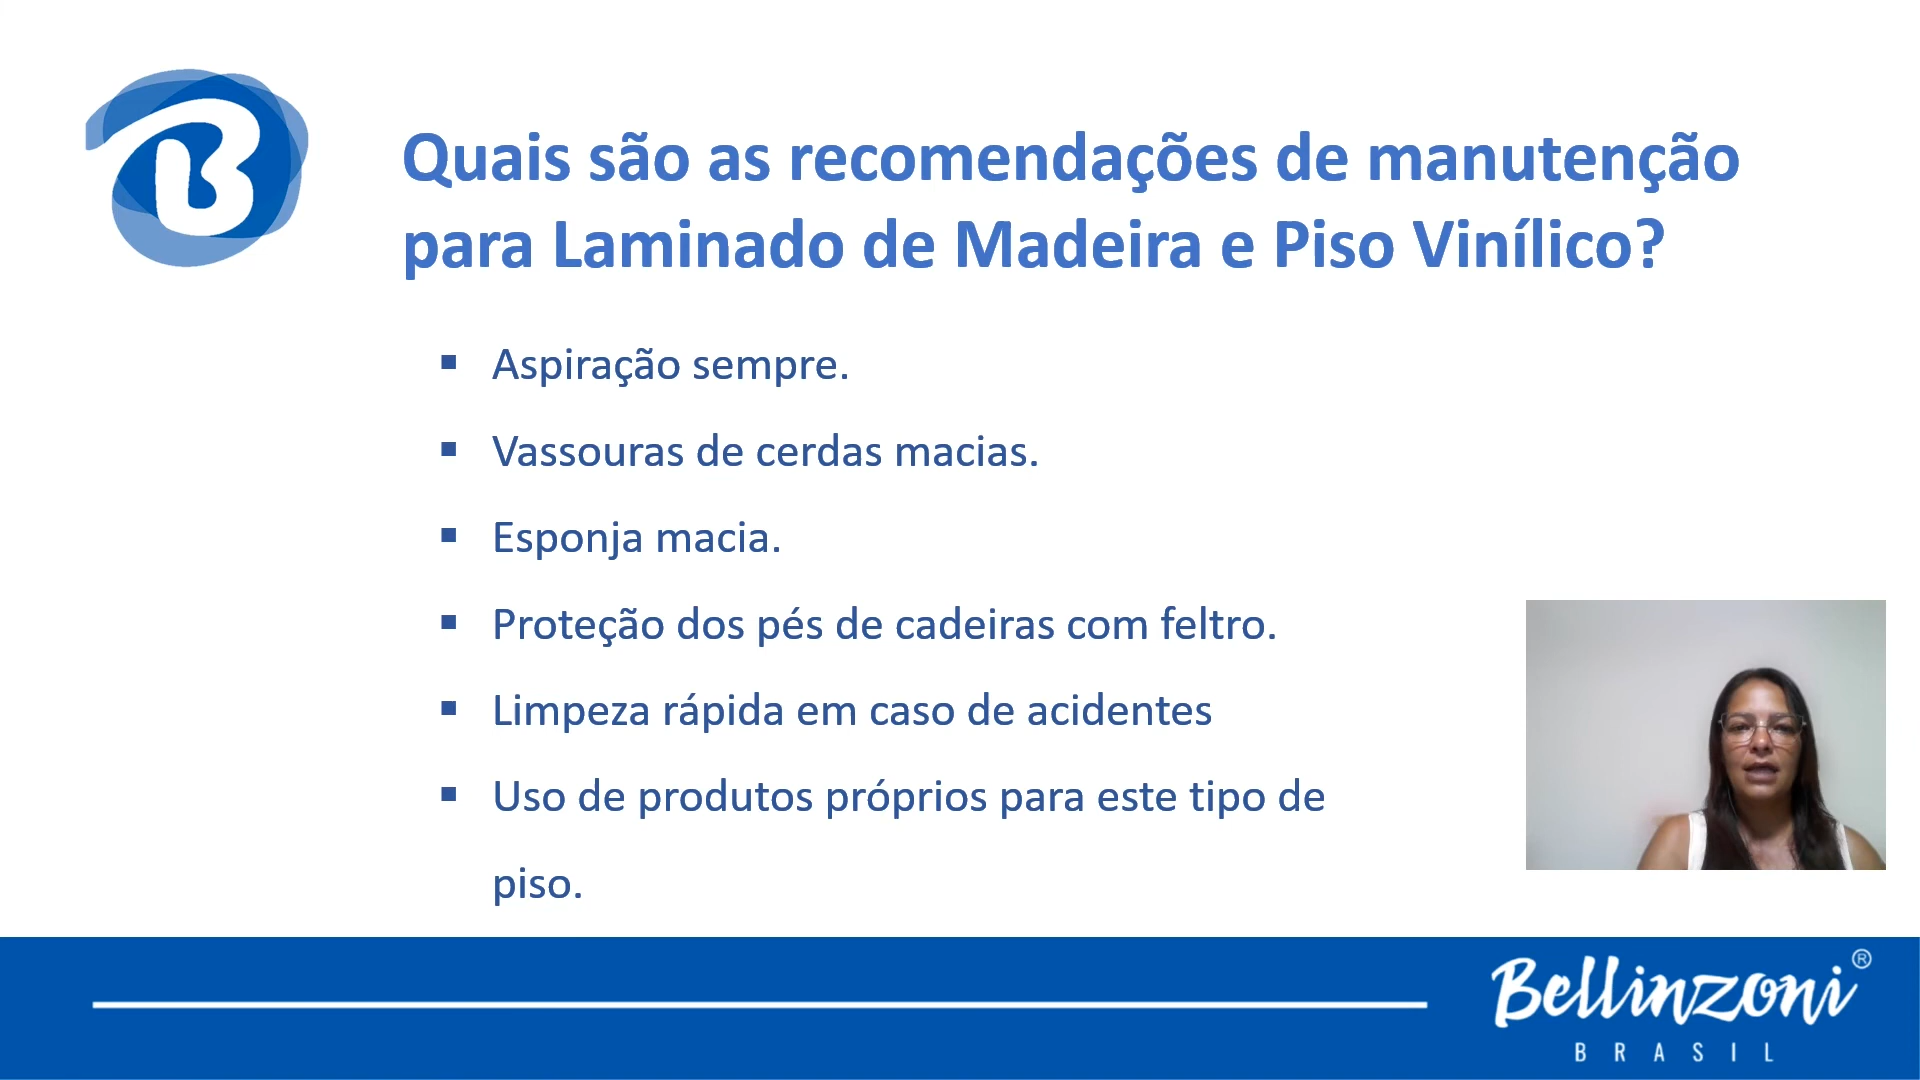 Quais são as recomendações de manutenção
para Laminado de Madeira e Piso Vinílico?
▪ Aspiração sempre.
▪ Vassouras de cerdas macias.
▪ Esponja macia.
▪ Proteção dos pés de cadeiras com feltro.
▪ Limpeza rápida em caso de acidentes
▪ Uso de produtos próprios para este tipo de
piso.
Bellinzoni®
BRASIL